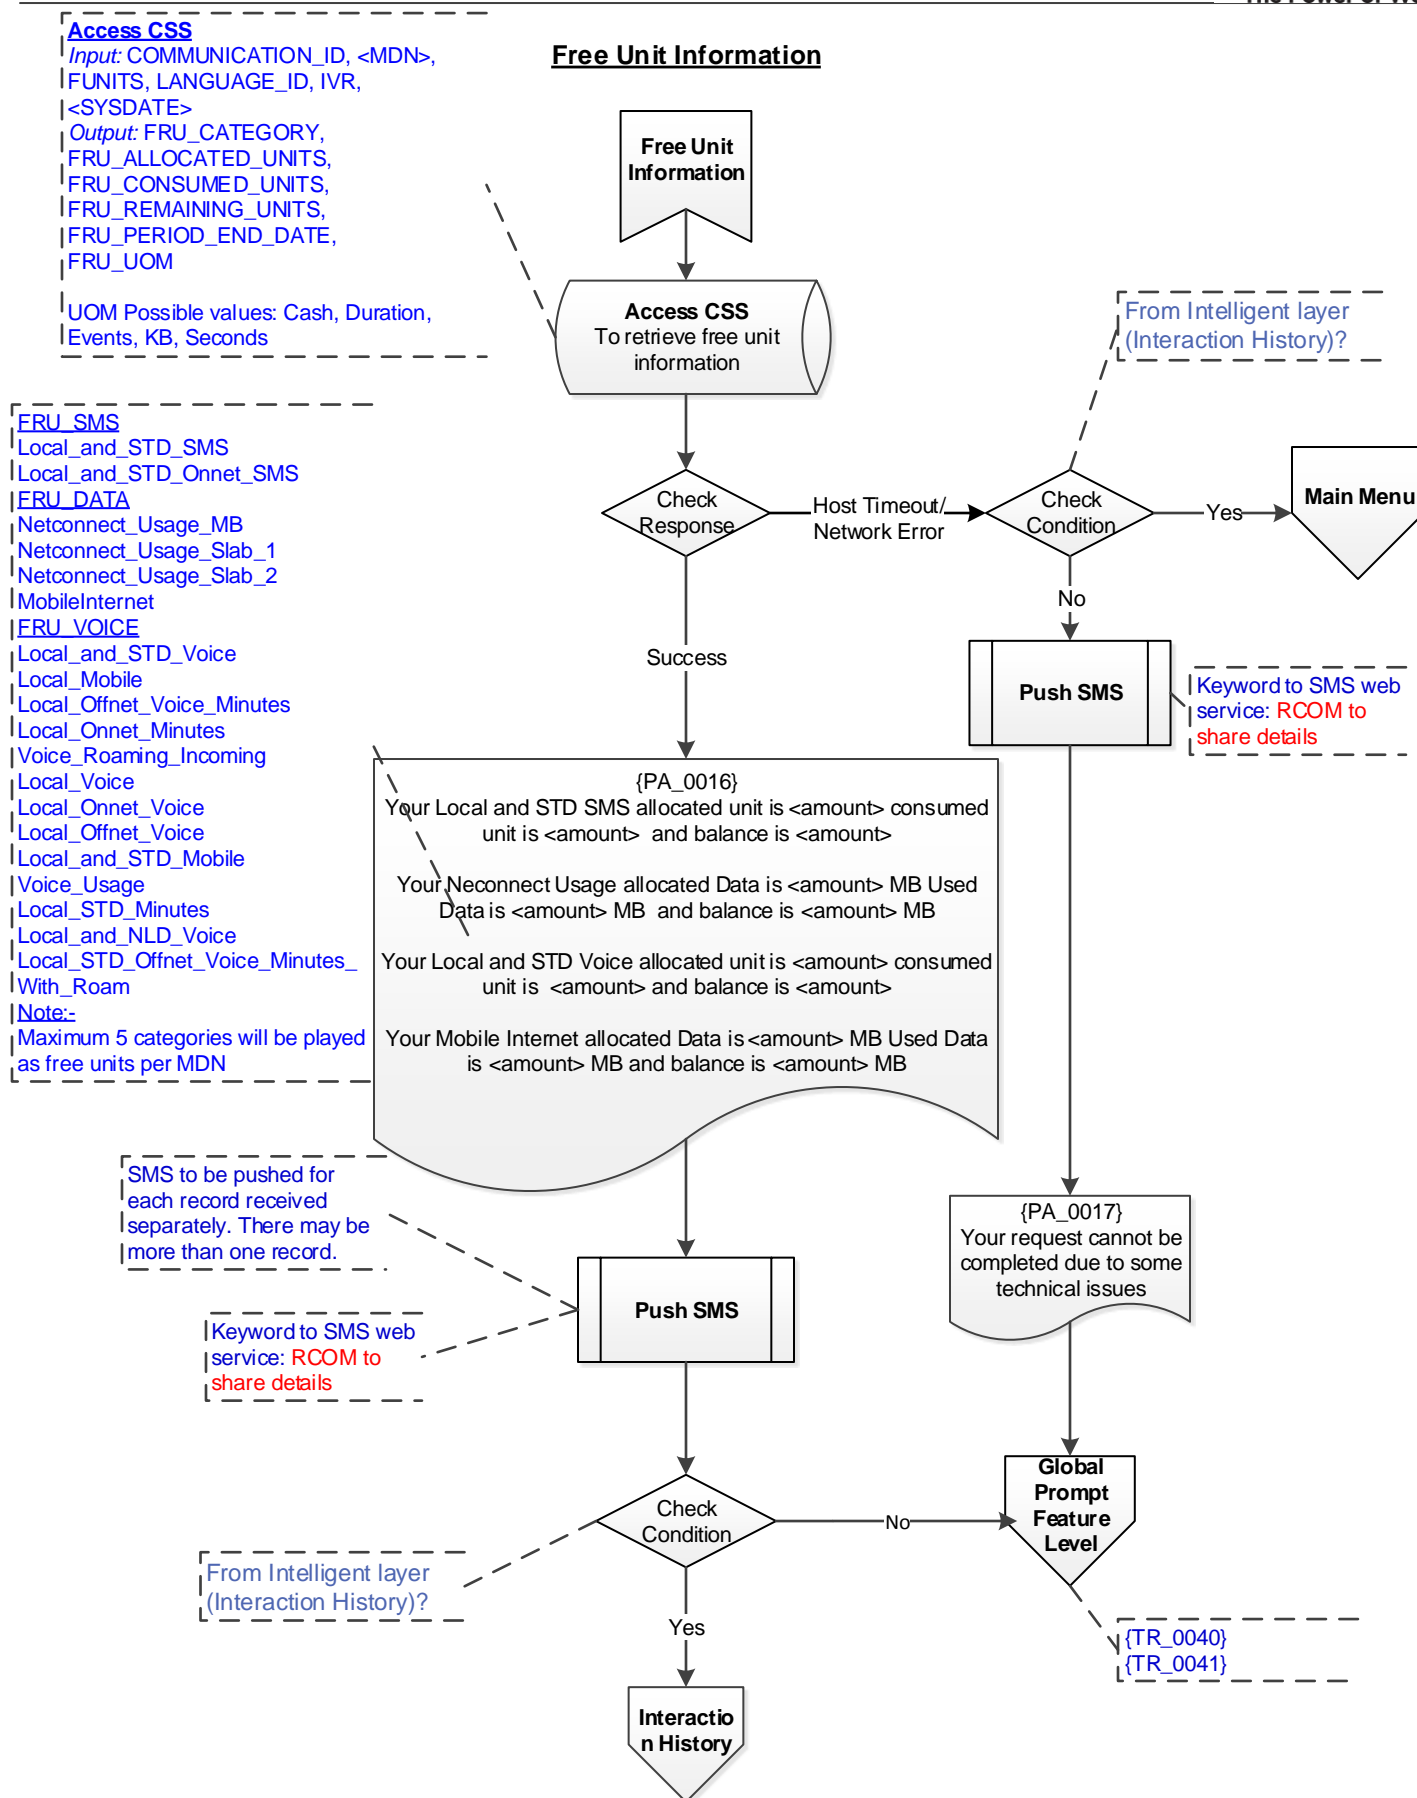 Access CSS
Input: COMMUNICATION_ID, <MDN>,
FUNITS, LANGUAGE_ID, IVR,
<SYSDATE>
Output: FRU_CATEGORY,
FRU_ALLOCATED_UNITS,
FRU_CONSUMED_UNITS,
FRU_REMAINING_UNITS,
FRU_PERIOD_END_DATE,
FRU_UOM
UOM Possible values: Cash, Duration,
Events, KB, Seconds
Free Unit Information
Free Unit
Information
Access CSS
To retrieve free unit
information
From Intelligent layer
(Interaction History)?
FRU_SMS
Local_and_STD_SMS
Local_and_STD_Onnet_SMS
FRU_DATA
Netconnect_Usage_MB
Netconnect_Usage_Slab_1
Netconnect_Usage_Slab_2
MobileInternet
FRU_VOICE
Local_and_STD_Voice
Local_Mobile
Local_Offnet_Voice_Minutes
Local_Onnet_Minutes
Voice_Roaming_Incoming
Local_Voice
Local_Onnet_Voice
Local_Offnet_Voice
Local_and_STD_Mobile
Voice_Usage
Local_STD_Minutes
Local_and_NLD_Voice
Local_STD_Offnet_Voice_Minutes_
With_Roam
Note:-
Maximum 5 categories will be played
as free units per MDN
Check
Response
Host Timeout/
Network Error
Check
Condition
Yes
Main Menu
No
Success
Push SMS
Keyword to SMS web
service: RCOM to
share details
{PA_0016}
Your Local and STD SMS allocated unit is <amount> consumed
unit is <amount> and balance is <amount>
Your Neconnect Usage allocated Data is <amount> MB Used
Data is <amount> MB and balance is <amount> MB
Your Local and STD Voice allocated unit is <amount> consumed
unit is <amount> and balance is <amount>
Your Mobile Internet allocated Data is <amount> MB Used Data
is <amount> MB and balance is <amount> MB
SMS to be pushed for
each record received
separately. There may be
more than one record.
Keyword to SMS web
service: RCOM to
share details
Push SMS
{PA_0017}
Your request cannot be
completed due to some
technical issues
Check
Condition
No
Global
Prompt
Feature
Level
From Intelligent layer
(Interaction History)?
Yes
{TR_0040}
{TR_0041}
Interactio
n History